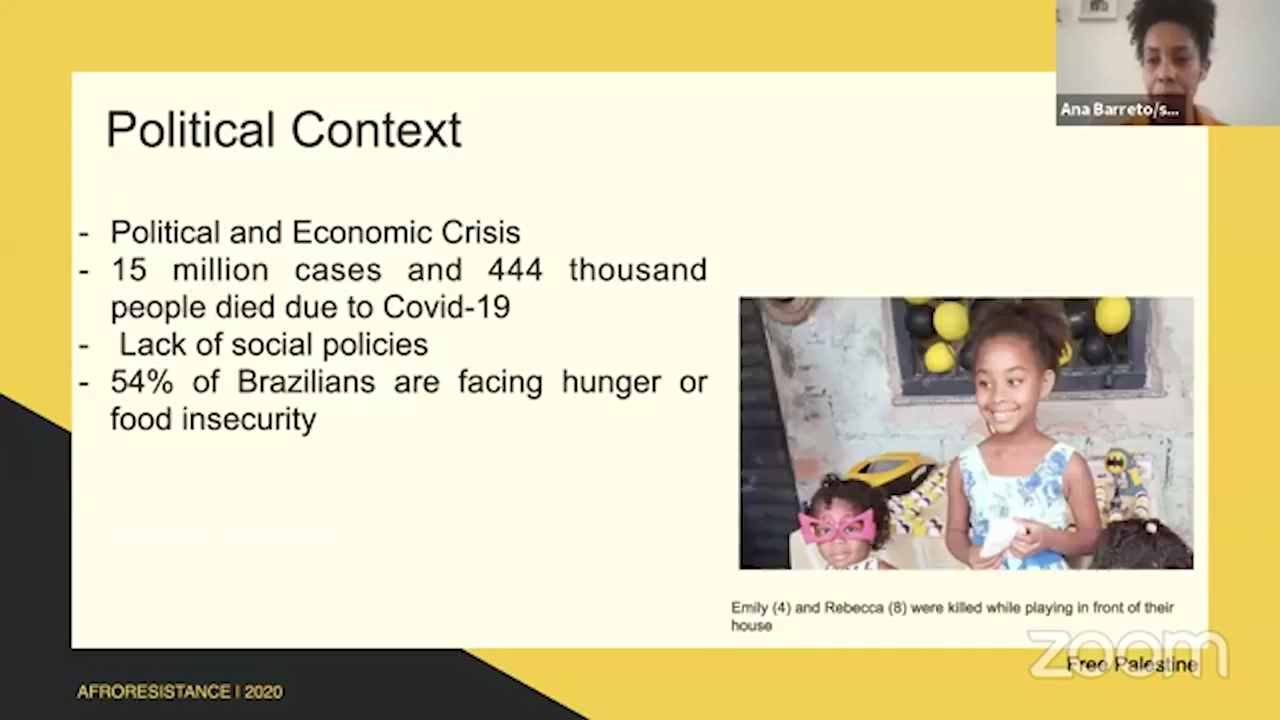 Ana Barreto/s...
Political Context
- Political and Economic Crisis
- 15 million cases and 444 thousand
people died due to Covid-19
- Lack of social policies
- 54% of Brazilians are facing hunger or
food insecurity
Emily (4) and Rebecca (8) were killed while playing in front of their
house
zoom
Free Palestine
AFRORESISTANCE I 2020